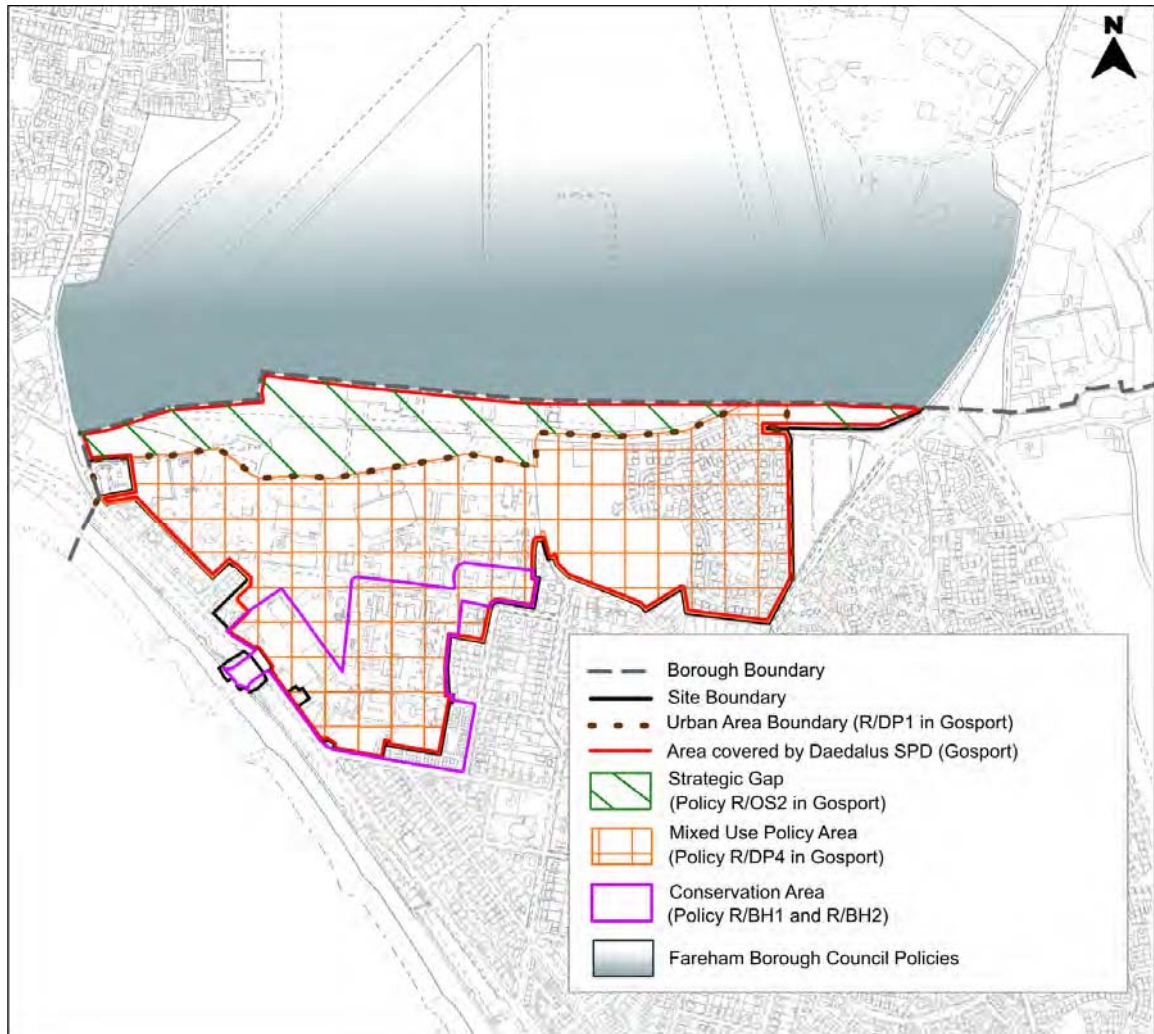 N
Borough Boundary
Site Boundary
Urban Area Boundary (R/DP1 in Gosport)
Area covered by Daedalus SPD (Gosport)
Strategic Gap
(Policy R/OS2 in Gosport)
Mixed Use Policy Area
(Policy R/DP4 in Gosport)
Conservation Area
(Policy R/BH1 and R/BH2)
Fareham Borough Council Policies